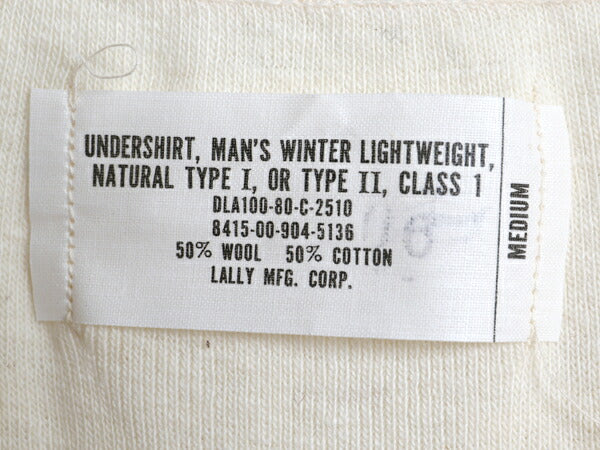 UNDERSHIRT, MAN'S WINTER LIGHTWEIGHT,
NATURAL TYPE I, OR TYPE II, CLASS 1
DLA100-80-C-2510
8415-00-904-5136
50% WOOL 50% COTTON
LALLY MFG. CORP.
MEDIUM